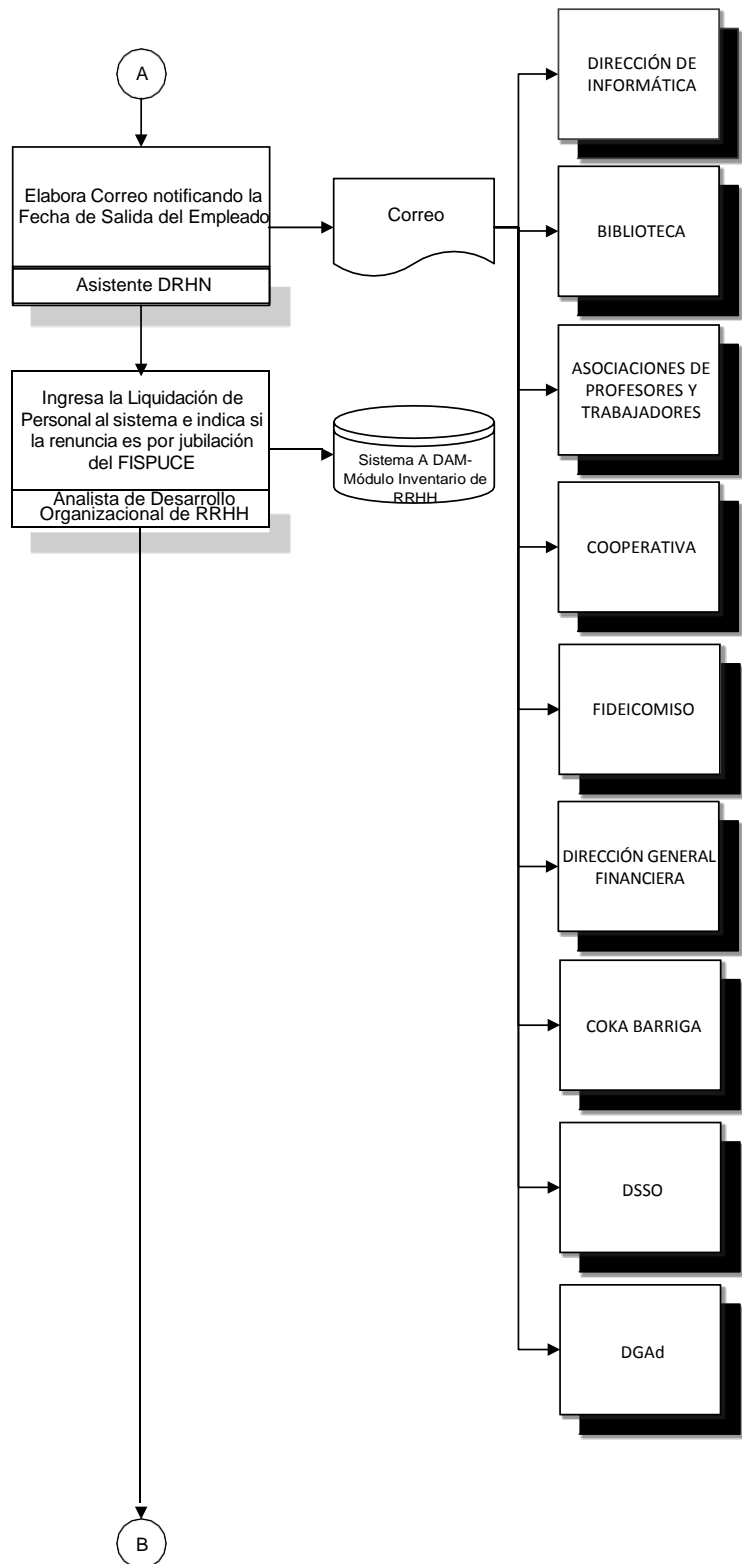 A
Elabora Correo notificando la
Fecha de Salida del Empleado
Asistente DRHN
Correo
Ingresa la Liquidación de
Personal al sistema e indica si
la renuncia es por jubilación
del FISPUCE
Analista de Desarrollo
Organizacional de RRHH
Sistema A DAM-
Módulo Inventario de
RRHH
DIRECCIÓN DE
INFORMÁTICA
BIBLIOTECA
ASOCIACIONES DE
PROFESORES Y
TRABAJADORES
COOPERATIVA
FIDEICOMISO
DIRECCIÓN GENERAL
FINANCIERA
COKA BARRIGA
DSSO
DGAd
B